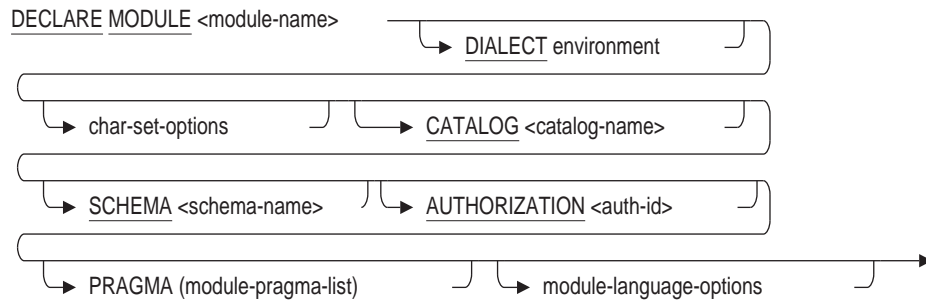 DECLARE MODULE <module-name>
DIALECT environment
char-set-options CATALOG <catalog-name>
SCHEMA <schema-name> AUTHORIZATION <auth-id>
PRAGMA (module-pragma-list) module-language-options